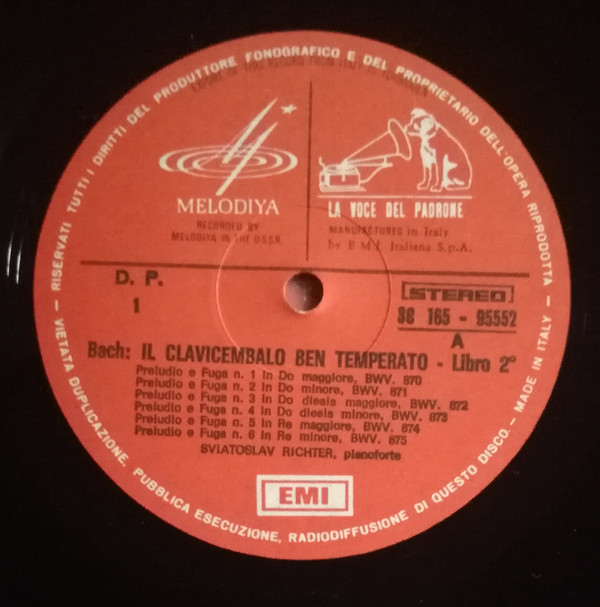 RISERVATI TUTTI I DIRITTI DEL PRODUTTORE FONOGRAFICO E DEL PROPRIETARIO DELL'OPERA RIPRODOTTA
MELODIYA
RECORDED BY
MELODIYA IN THE U.S.S.R.
LA VOCE DEL PADRONE
MANUFACTURED in Italy
by E.M.I. Italiana S.p.A.
D. P.
1
STEREO
3C 165 - 95552
A
Bach: IL CLAVICEMBALO BEN TEMPERATO - Libro 2°
Preludio e Fuga n. 1 in Do maggiore, BWV. 870
Preludio e Fuga n. 2 in Do minore, BWV. 871
Preludio e Fuga n. 3 in Do diesis maggiore, BWV. 872
Preludio e Fuga n. 4 in Do diesis minore, BWV. 873
Preludio e Fuga n. 5 in Re maggiore, BWV. 874
Preludio e Fuga n. 6 in Re minore, BWV. 875
SVIATOSLAV RICHTER, pianoforte
EMI
VIETATA DUPLICAZIONE, PUBBLICA ESECUZIONE, RADIODIFFUSIONE DI QUESTO DISCO. - MADE IN ITALY -